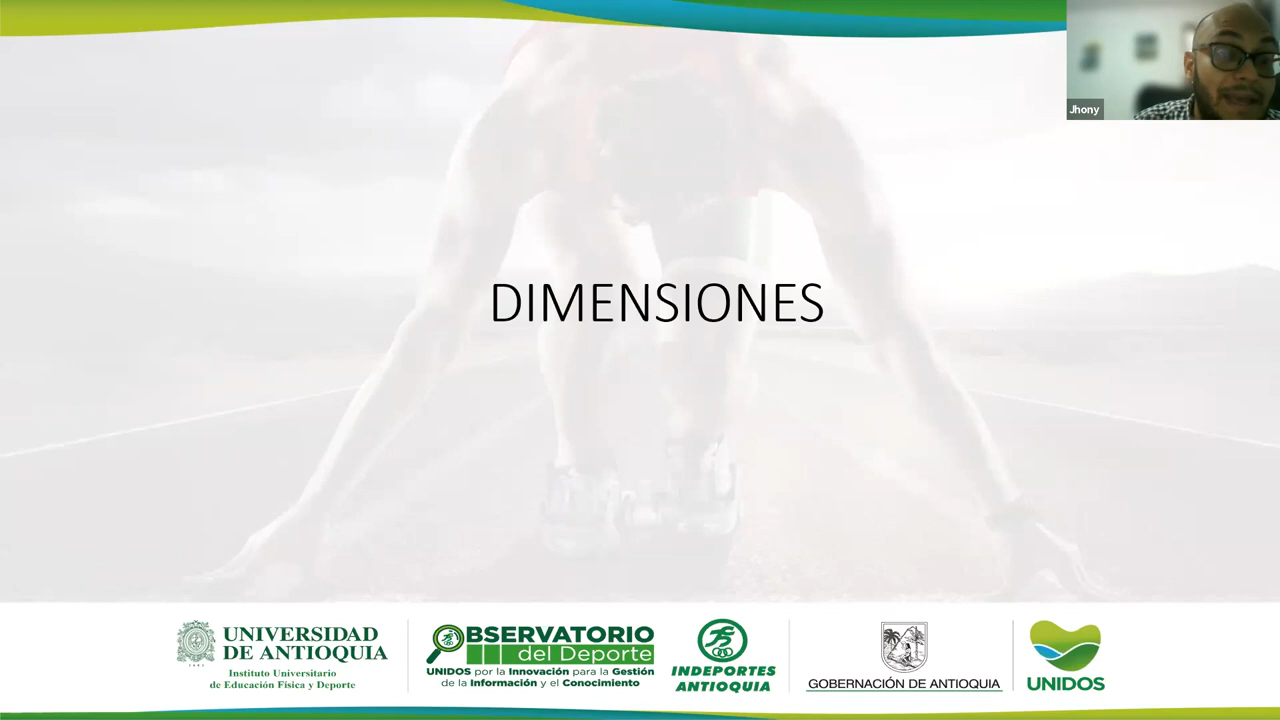 Jhony
DIMENSIONES
UNIVERSIDAD
DE ANTIOQUIA
1803
Instituto Universitario
de Educación Física y Deporte
OBSERVATORIO
del Deporte
UNIDOS por la Innovación para la Gestión
de la Información y el Conocimiento
INDEPORTES
ANTIOQUIA
GOBERNACIÓN DE ANTIOQUIA
UNIDOS